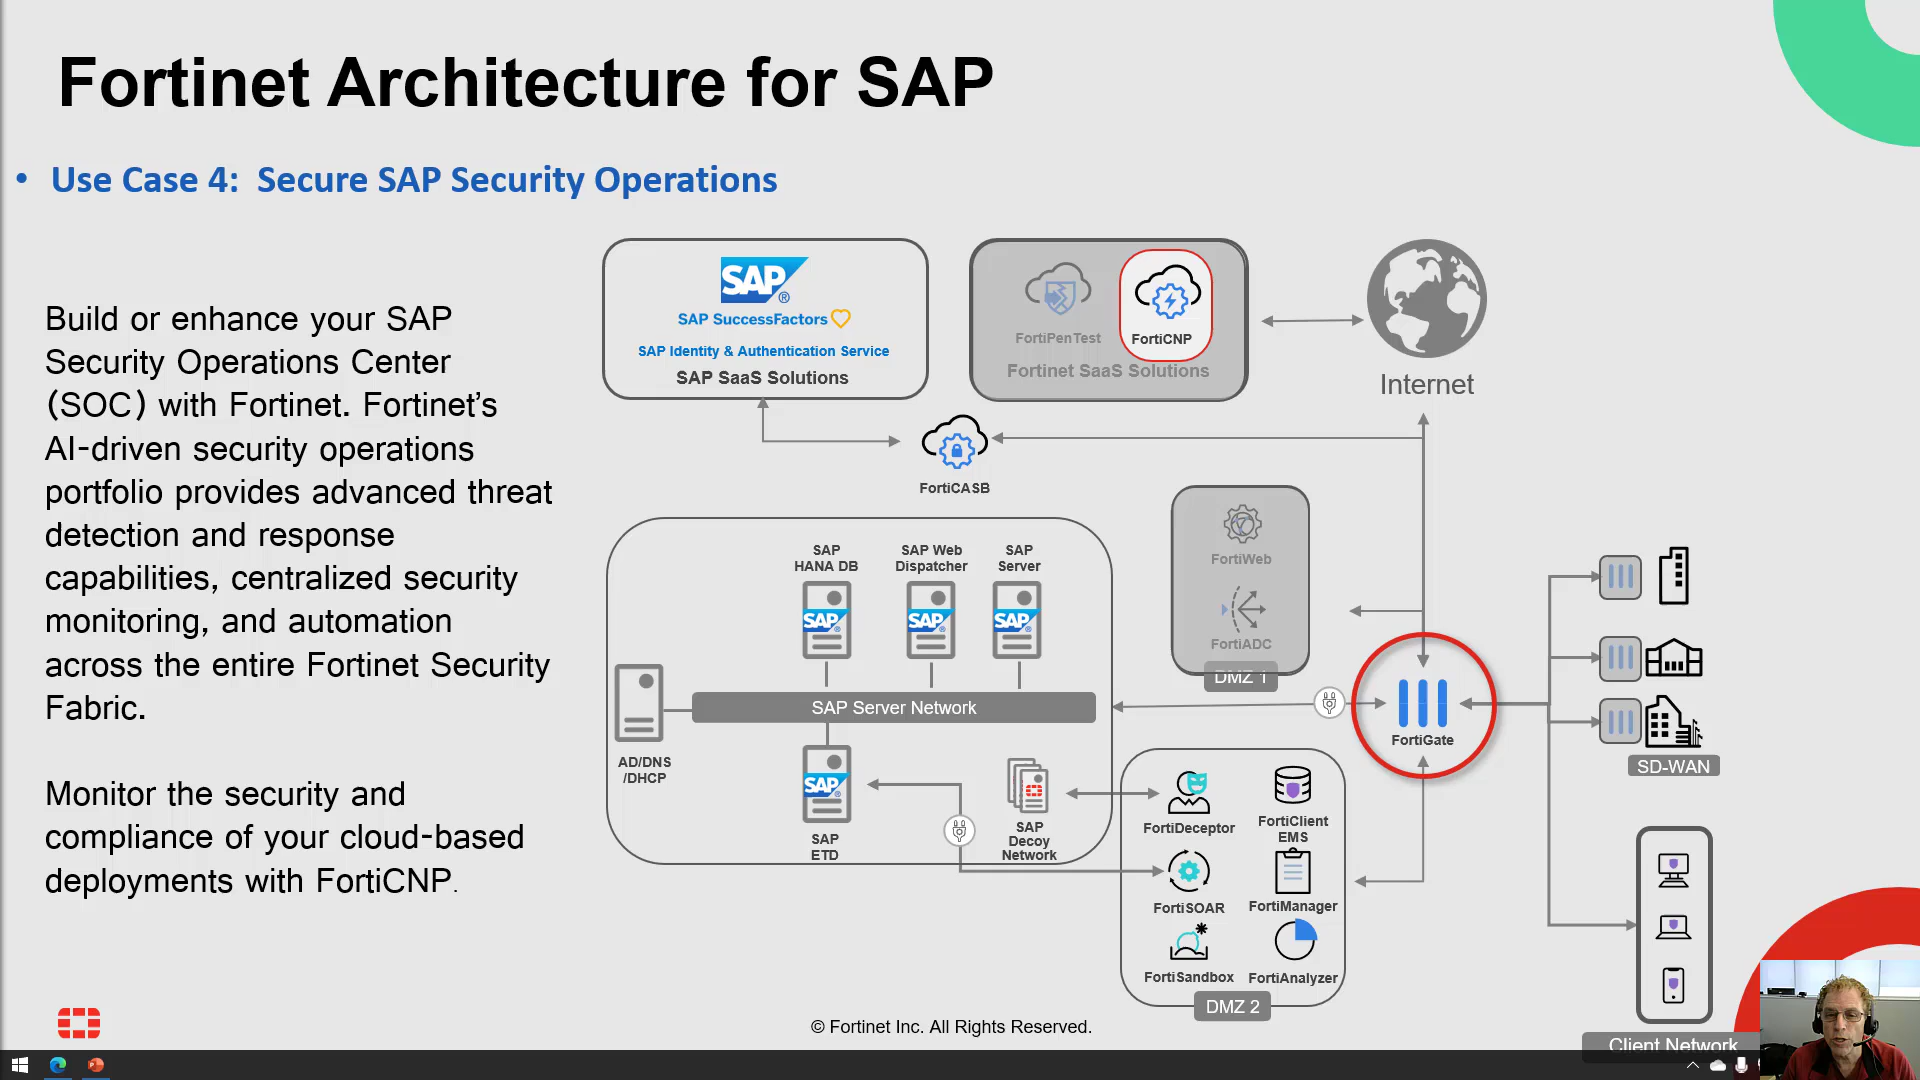 Fortinet Architecture for SAP
• Use Case 4: Secure SAP Security Operations
Build or enhance your SAP
Security Operations Center
(SOC) with Fortinet. Fortinet’s
AI-driven security operations
portfolio provides advanced threat
detection and response
capabilities, centralized security
monitoring, and automation
across the entire Fortinet Security
Fabric.
Monitor the security and
compliance of your cloud-based
deployments with FortiCNP.
SAP®
SAP SuccessFactors
SAP Identity & Authentication Service
SAP SaaS Solutions
FortiPenTest
FortiCNP
Fortinet SaaS Solutions
Internet
FortiCASB
FortiWeb
FortiADC
DMZ 1
SAP
HANA DB
SAP Web
Dispatcher
SAP
Server
SAP
SAP
SAP
SAP Server Network
AD/DNS
/DHCP
SAP
SAP
ETD
SAP
Decoy
Network
FortiGate
SD-WAN
FortiDeceptor
FortiClient
EMS
FortiSOAR
FortiManager
FortiSandbox
FortiAnalyzer
DMZ 2
Client Network
© Fortinet Inc. All Rights Reserved.